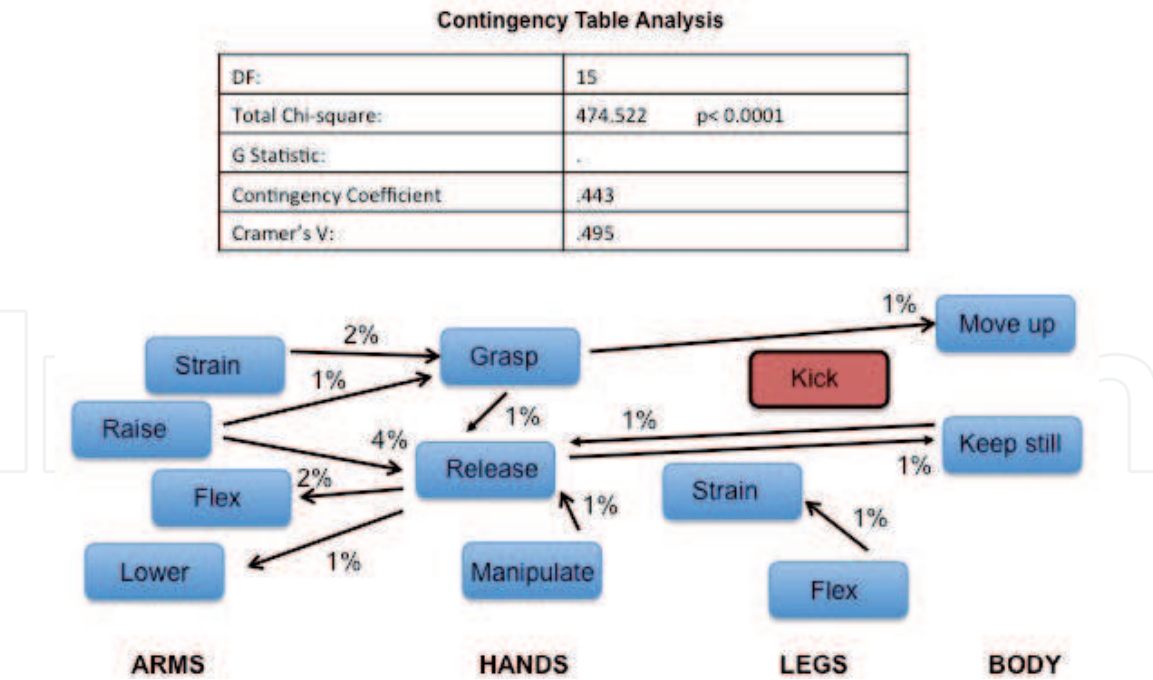 Contingency Table Analysis
DF: 15
Total Chi-square: 474.522 p< 0.0001
G Statistic: .
Contingency Coefficient .443
Cramer's V: .495
1%
Move up
2%
Strain
Grasp
Kick
1%
Raise
1%
1%
4%
Keep still
Release
1%
2%
Flex
Strain
1%
1%
1%
Lower
Manipulate
Flex
ARMS HANDS LEGS BODY